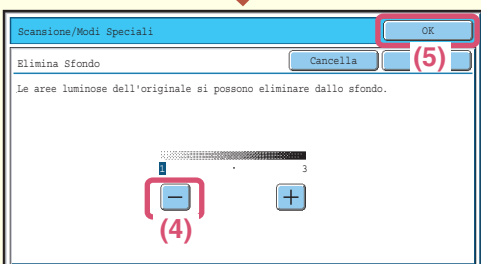 Scansione/Modi Speciali
OK
Elimina Sfondo
Cancella
(5)
Le aree luminose dell'originale si possono eliminare dallo sfondo.
1
3
(4)